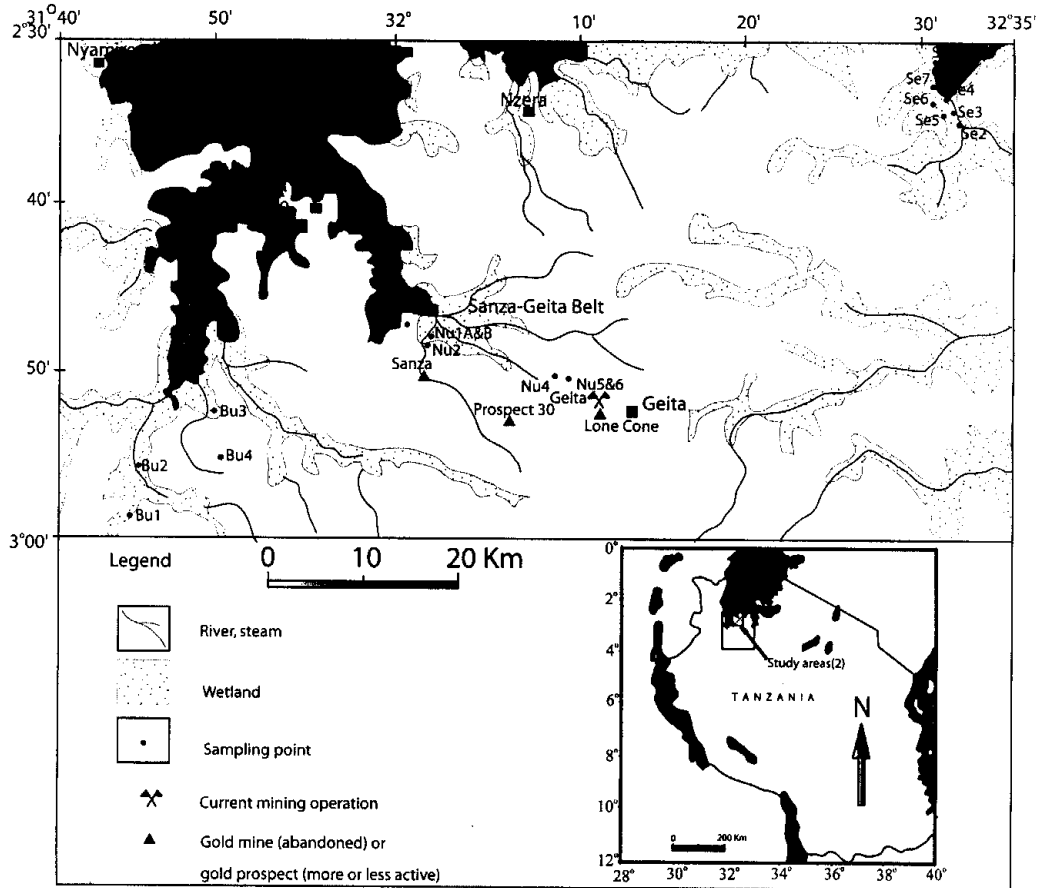 31° 40' 50' 32° 10' 20' 30' 32° 35'
2° 30'
Nzera
Se7
Se4
Se6
Se3
Se5
Se2
40'
Sanza-Geita Belt
Nu1A&B
Nu2
50'
Sanza
Nu4 Nu5&6
Geita
Geita
Prospect 30
Lone Cone
Bu3
Bu4
Bu2
Bu1
3° 00'
Legend
0 10 20 Km
River, steam
Wetland
Sampling point
Current mining operation
Gold mine (abandoned) or
gold prospect (more or less active)
0°
2°
4°
Study areas(2)
TANZANIA
6°
N
8°
10°
0 200 Km
12°
28° 30° 32° 34° 36° 38° 40°